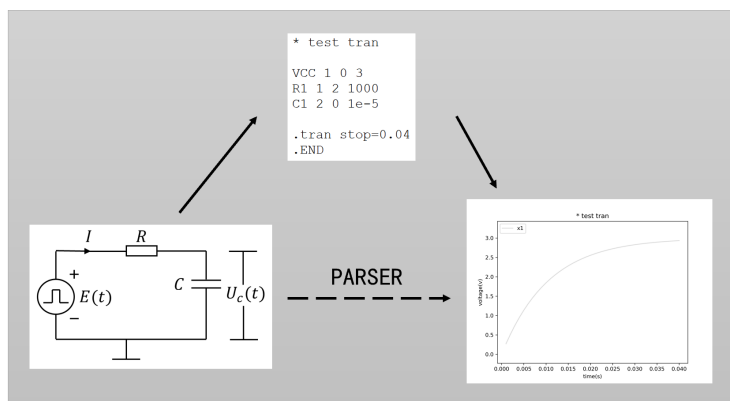 * test tran
VCC 1 0 3
R1 1 2 1000
C1 2 0 1e-5
.tran stop=0.04
.END
I
R
+
E(t)
−
C
U_c(t)
PARSER
* test tran
x1
voltage(v)
3.0
2.5
2.0
1.5
1.0
0.5
0.0
0.000 0.005 0.010 0.015 0.020 0.025 0.030 0.035 0.040
time(s)